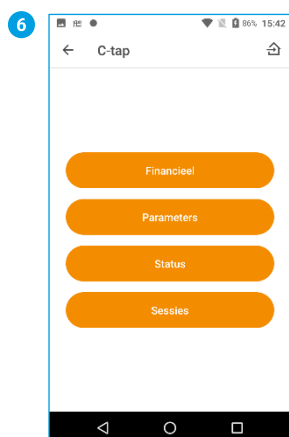 6
86% 15:42
C-tap
Financieel
Parameters
Status
Sessies